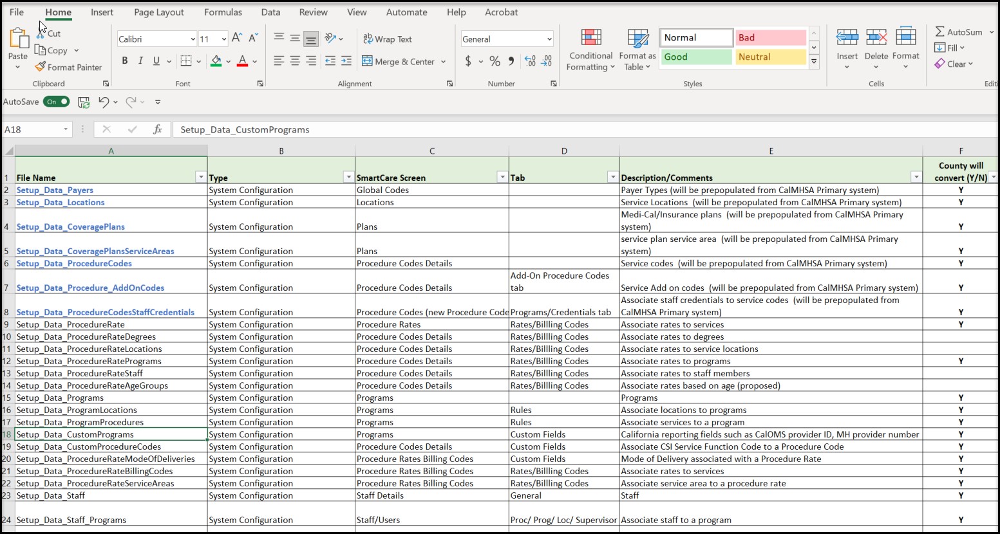 File Home Insert Page Layout Formulas Data Review View Automate Help Acrobat
Paste
Cut
Copy
Format Painter
Clipboard
Calibri 11 A^ A˅
B I U A
Font
ab Wrap Text
Merge & Center
Alignment
General
$ % 9 .00 .00
Number
Conditional Formatting
Format as Table
Normal Bad
Good Neutral
Styles
Insert Delete Format
Cells
AutoSum
Fill
Clear
Editi
AutoSave On
A18 fx Setup_Data_CustomPrograms
A B C D E F
1 File Name Type SmartCare Screen Tab Description/Comments County will convert (Y/N)
2 Setup_Data_Payers System Configuration Global Codes Payer Types (will be prepopulated from CalMHSA Primary system) Y
3 Setup_Data_Locations System Configuration Locations Service Locations (will be prepopulated from CalMHSA Primary system) Y
4 Setup_Data_CoveragePlans System Configuration Plans Medi-Cal/Insurance plans (will be prepopulated from CalMHSA Primary system) Y
5 Setup_Data_CoveragePlansServiceAreas System Configuration Plans service plan service area (will be prepopulated from CalMHSA Primary system) Y
6 Setup_Data_ProcedureCodes System Configuration Procedure Codes Details Service codes (will be prepopulated from CalMHSA Primary system) Y
7 Setup_Data_Procedure_AddOnCodes System Configuration Procedure Codes Details Add-On Procedure Codes tab Service Add on codes (will be prepopulated from CalMHSA Primary system) Y
8 Setup_Data_ProcedureCodesStaffCredentials System Configuration Procedure Codes (new Procedure Code Programs/Credentials tab Associate staff credentials to service codes (will be prepopulated from CalMHSA Primary system) Y
9 Setup_Data_ProcedureRate System Configuration Procedure Rates Rates/Billling Codes Associate rates to services Y
10 Setup_Data_ProcedureRateDegrees System Configuration Procedure Codes Details Rates/Billling Codes Associate rates to degrees
11 Setup_Data_ProcedureRateLocations System Configuration Procedure Codes Details Rates/Billling Codes Associate rates to service locations
12 Setup_Data_ProcedureRatePrograms System Configuration Procedure Codes Details Rates/Billling Codes Associate rates to programs Y
13 Setup_Data_ProcedureRateStaff System Configuration Procedure Codes Details Rates/Billling Codes Associate rates to staff members
14 Setup_Data_ProcedureRateAgeGroups System Configuration Procedure Codes Details Rates/Billling Codes Associate rates based on age (proposed)
15 Setup_Data_Programs System Configuration Programs Programs Y
16 Setup_Data_ProgramLocations System Configuration Programs Rules Associate locations to programs Y
17 Setup_Data_ProgramProcedures System Configuration Programs Rules Associate services to a program Y
18 Setup_Data_CustomPrograms System Configuration Programs Custom Fields California reporting fields such as CalOMS provider ID, MH provider number Y
19 Setup_Data_CustomProcedureCodes System Configuration Procedure Codes Details Custom Fields Associate CSI Service Function Code to a Procedure Code Y
20 Setup_Data_ProcedureRateModeOfDeliveries System Configuration Procedure Rates Billing Codes Custom Fields Mode of Delivery associated with a Procedure Rate Y
21 Setup_Data_ProcedureRateBillingCodes System Configuration Procedure Rates Billing Codes Rates/Billling Codes Associate rates to services Y
22 Setup_Data_ProcedureRateServiceAreas System Configuration Procedure Rates Billing Codes Rates/Billling Codes Associate service area to a procedure rate Y
23 Setup_Data_Staff System Configuration Staff Details General Staff Y
24 Setup_Data_Staff_Programs System Configuration Staff/Users Proc/ Prog/ Loc/ Supervisor Associate staff to a program Y